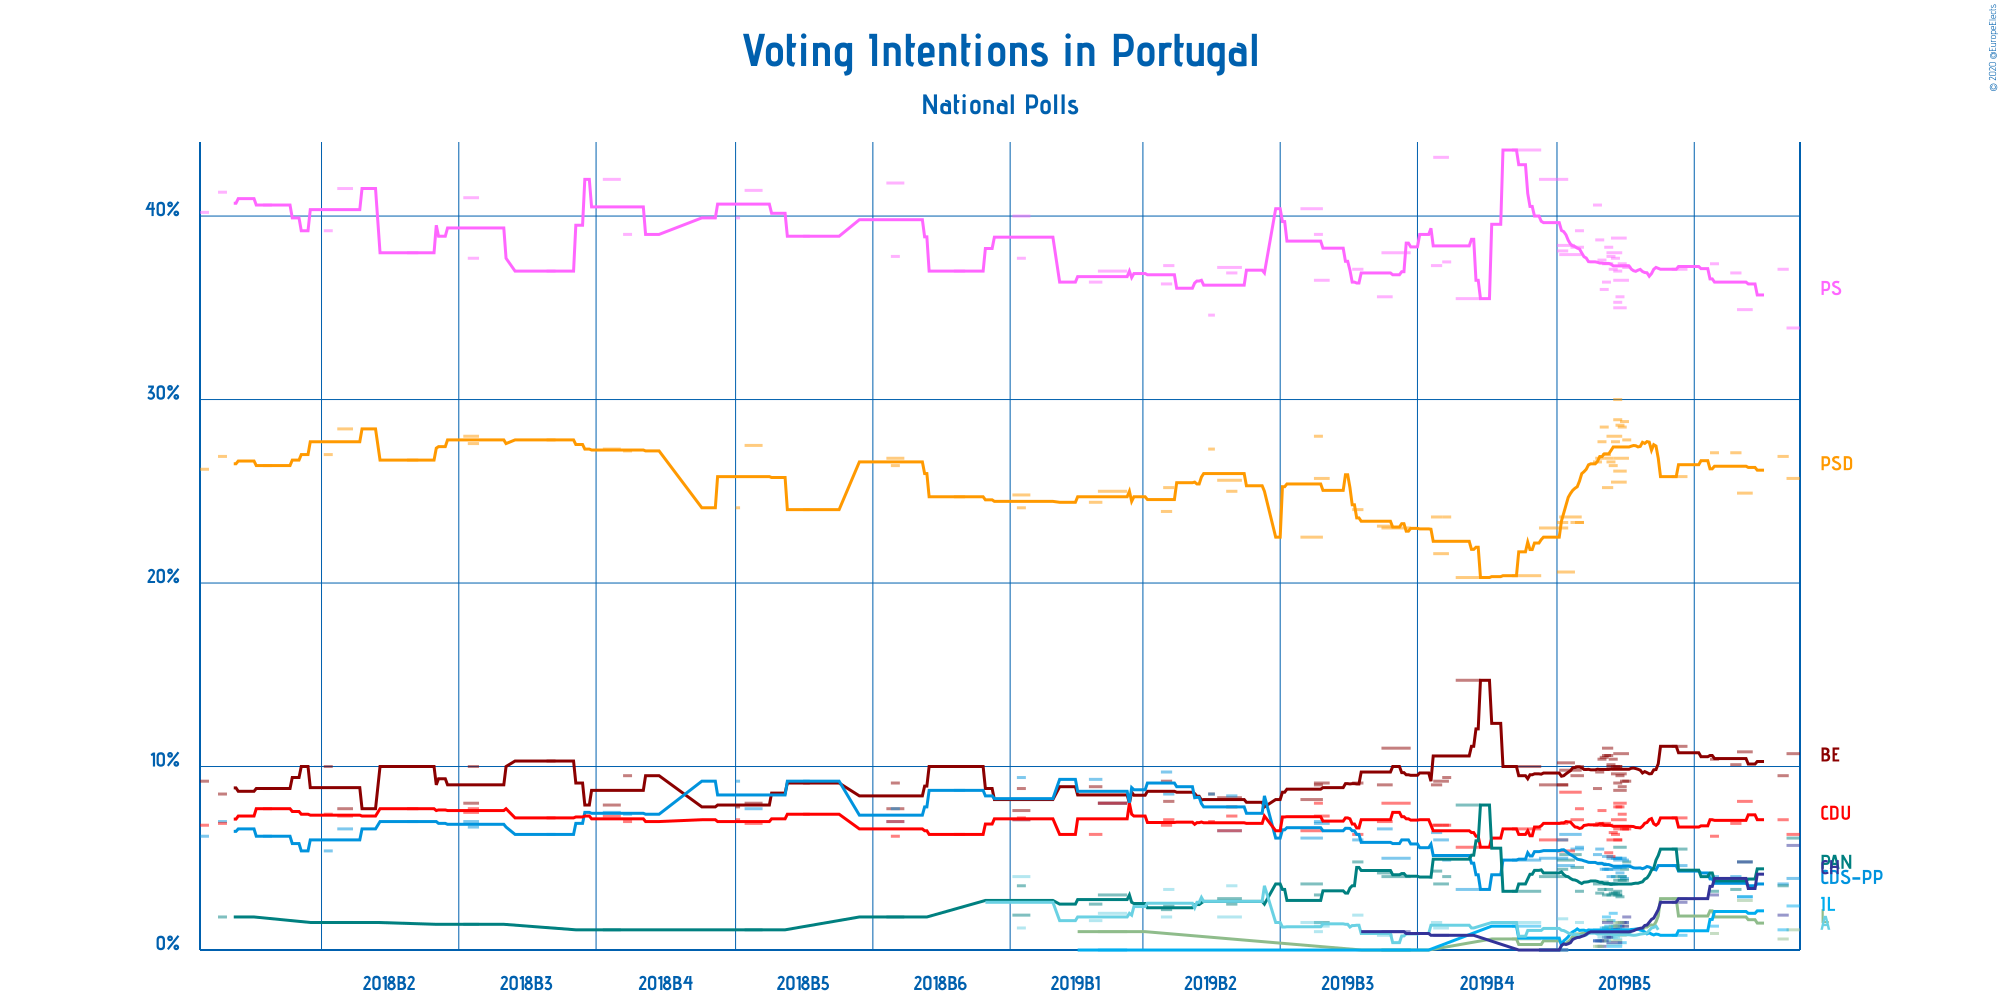 Voting Intentions in Portugal
National Polls
© 2020 @EuropeElects
40%
30%
20%
10%
0%
PS
PSD
BE
CDU
PAN
CH
CDS-PP
IL
L
A
2018B2 2018B3 2018B4 2018B5 2018B6 2019B1 2019B2 2019B3 2019B4 2019B5